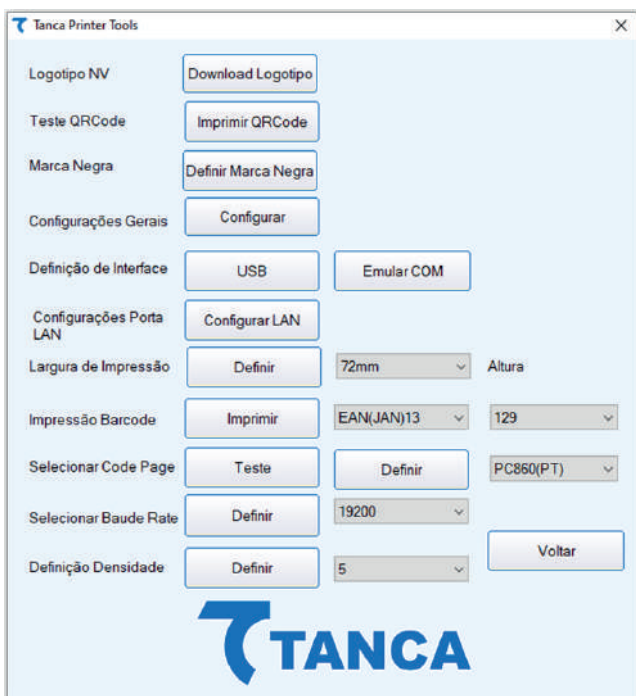 Tanca Printer Tools
Logotipo NV Download Logotipo
Teste QRCode Imprimir QRCode
Marca Negra Definir Marca Negra
Configurações Gerais Configurar
Definição de Interface USB Emular COM
Configurações Porta
LAN Configurar LAN
Largura de Impressão Definir 72mm Altura
Impressão Barcode Imprimir EAN(JAN)13 129
Selecionar Code Page Teste Definir PC860(PT)
Selecionar Baude Rate Definir 19200
Voltar
Definição Densidade Definir 5
TANCA